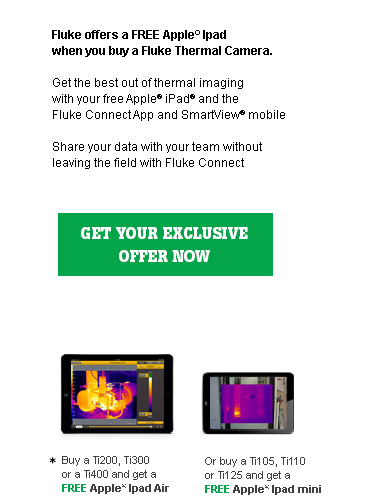 Fluke offers a FREE Apple® Ipad
when you buy a Fluke Thermal Camera.
Get the best out of thermal imaging
with your free Apple® iPad® and the
Fluke Connect App and SmartView® mobile
Share your data with your team without
leaving the field with Fluke Connect
GET YOUR EXCLUSIVE
OFFER NOW
* Buy a Ti200, Ti300
or a Ti400 and get a
FREE Apple* Ipad Air
Or buy a Ti105, Ti110
or Ti125 and get a
FREE Apple* Ipad mini